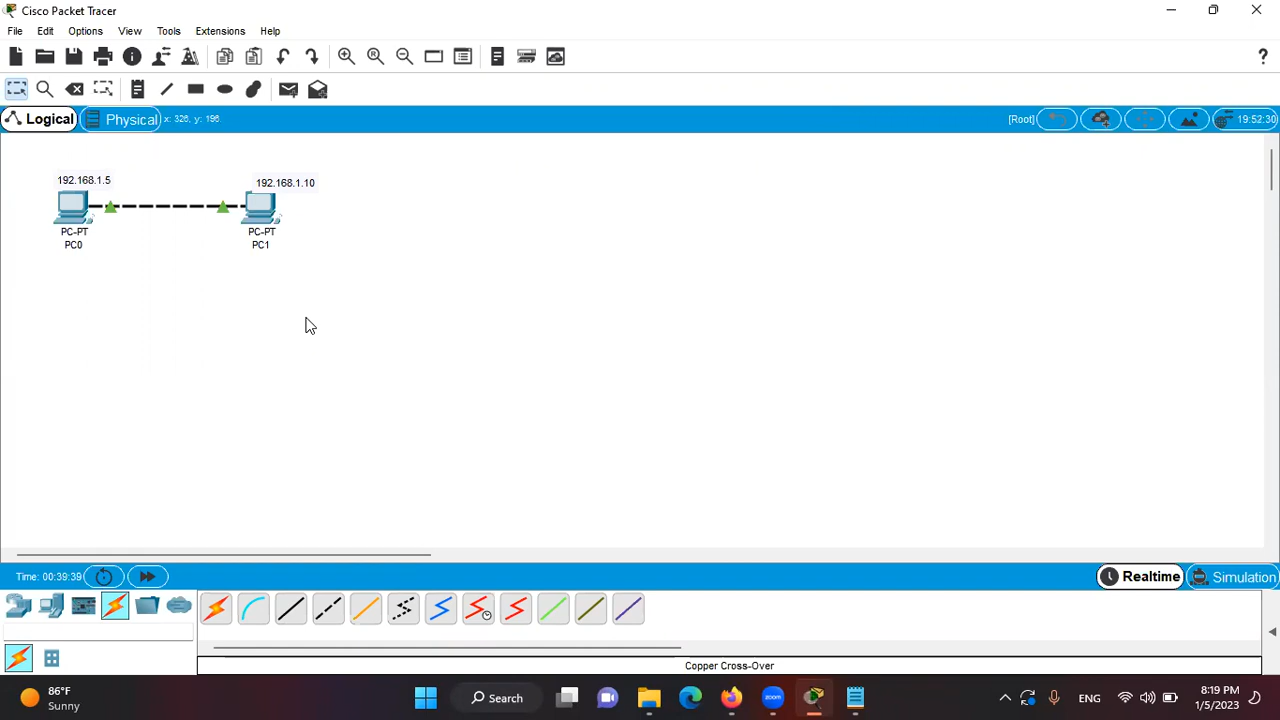 Cisco Packet Tracer
File Edit Options View Tools Extensions Help
Logical Physical x: 326, y: 196 [Root] 19:52:30
192.168.1.5
192.168.1.10
PC-PT
PC0
PC-PT
PC1
Time: 00:39:39 Realtime Simulation
Copper Cross-Over
86°F
Sunny
Search
zoom
ENG
8:19 PM
1/5/2023